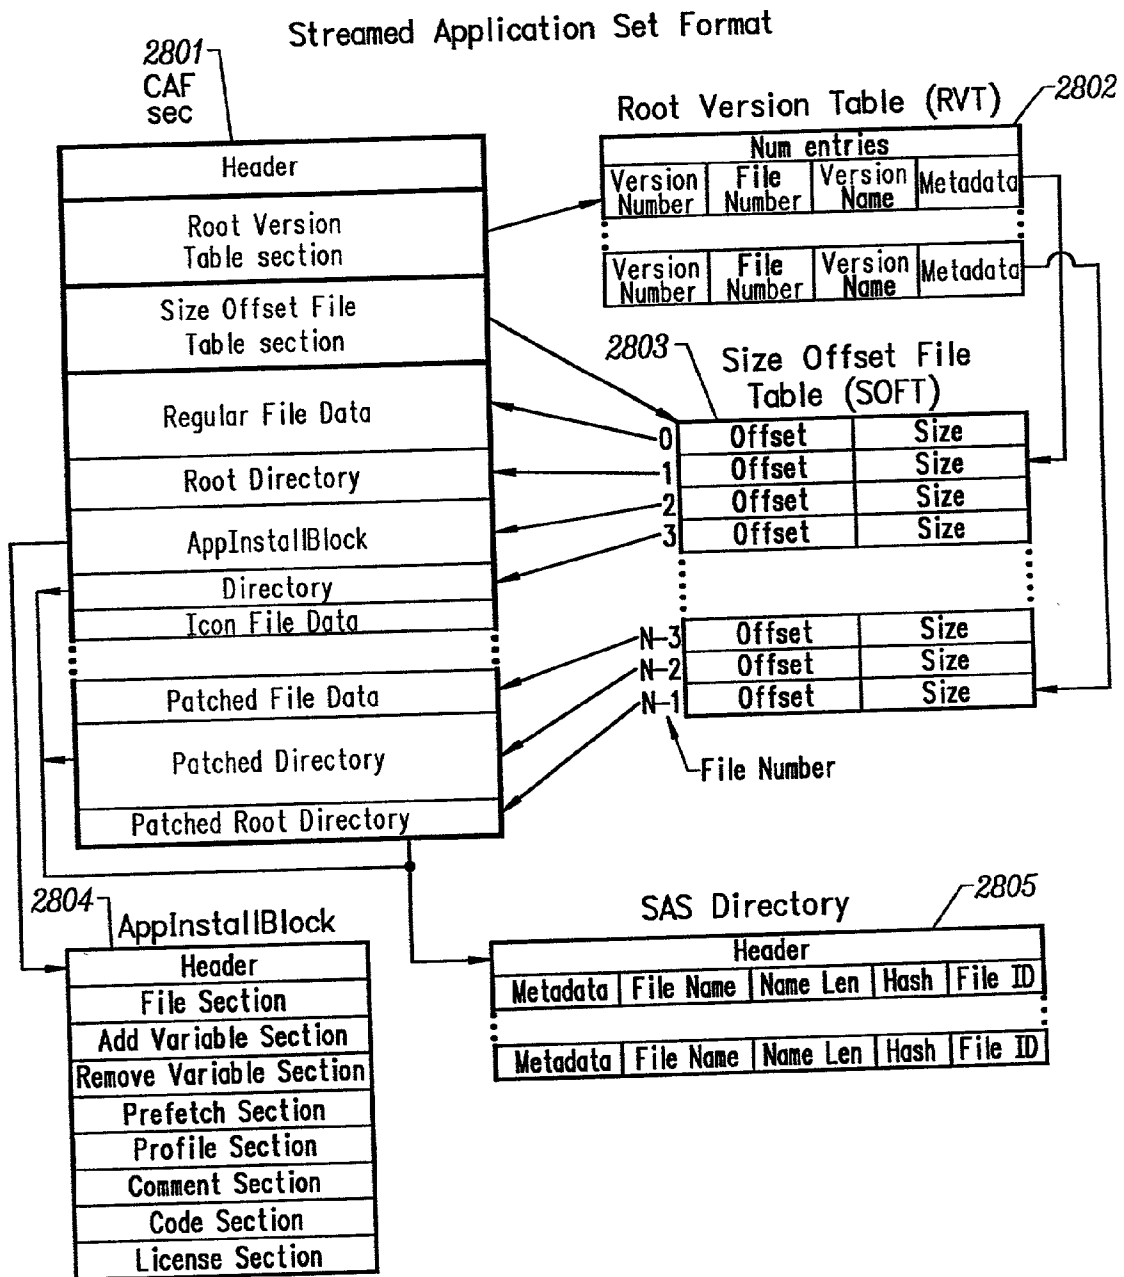 Streamed Application Set Format
2801
CAF
sec
Header
Root Version
Table section
Size Offset File
Table section
Regular File Data
Root Directory
AppInstallBlock
Directory
Icon File Data
Patched File Data
Patched Directory
Patched Root Directory
Root Version Table (RVT)
2802
Num entries
Version Number File Number Version Name Metadata
Version Number File Number Version Name Metadata
2803
Size Offset File
Table (SOFT)
0 Offset Size
1 Offset Size
2 Offset Size
3 Offset Size
N-3 Offset Size
N-2 Offset Size
N-1 Offset Size
File Number
2804
AppInstallBlock
Header
File Section
Add Variable Section
Remove Variable Section
Prefetch Section
Profile Section
Comment Section
Code Section
License Section
SAS Directory
2805
Header
Metadata File Name Name Len Hash File ID
Metadata File Name Name Len Hash File ID